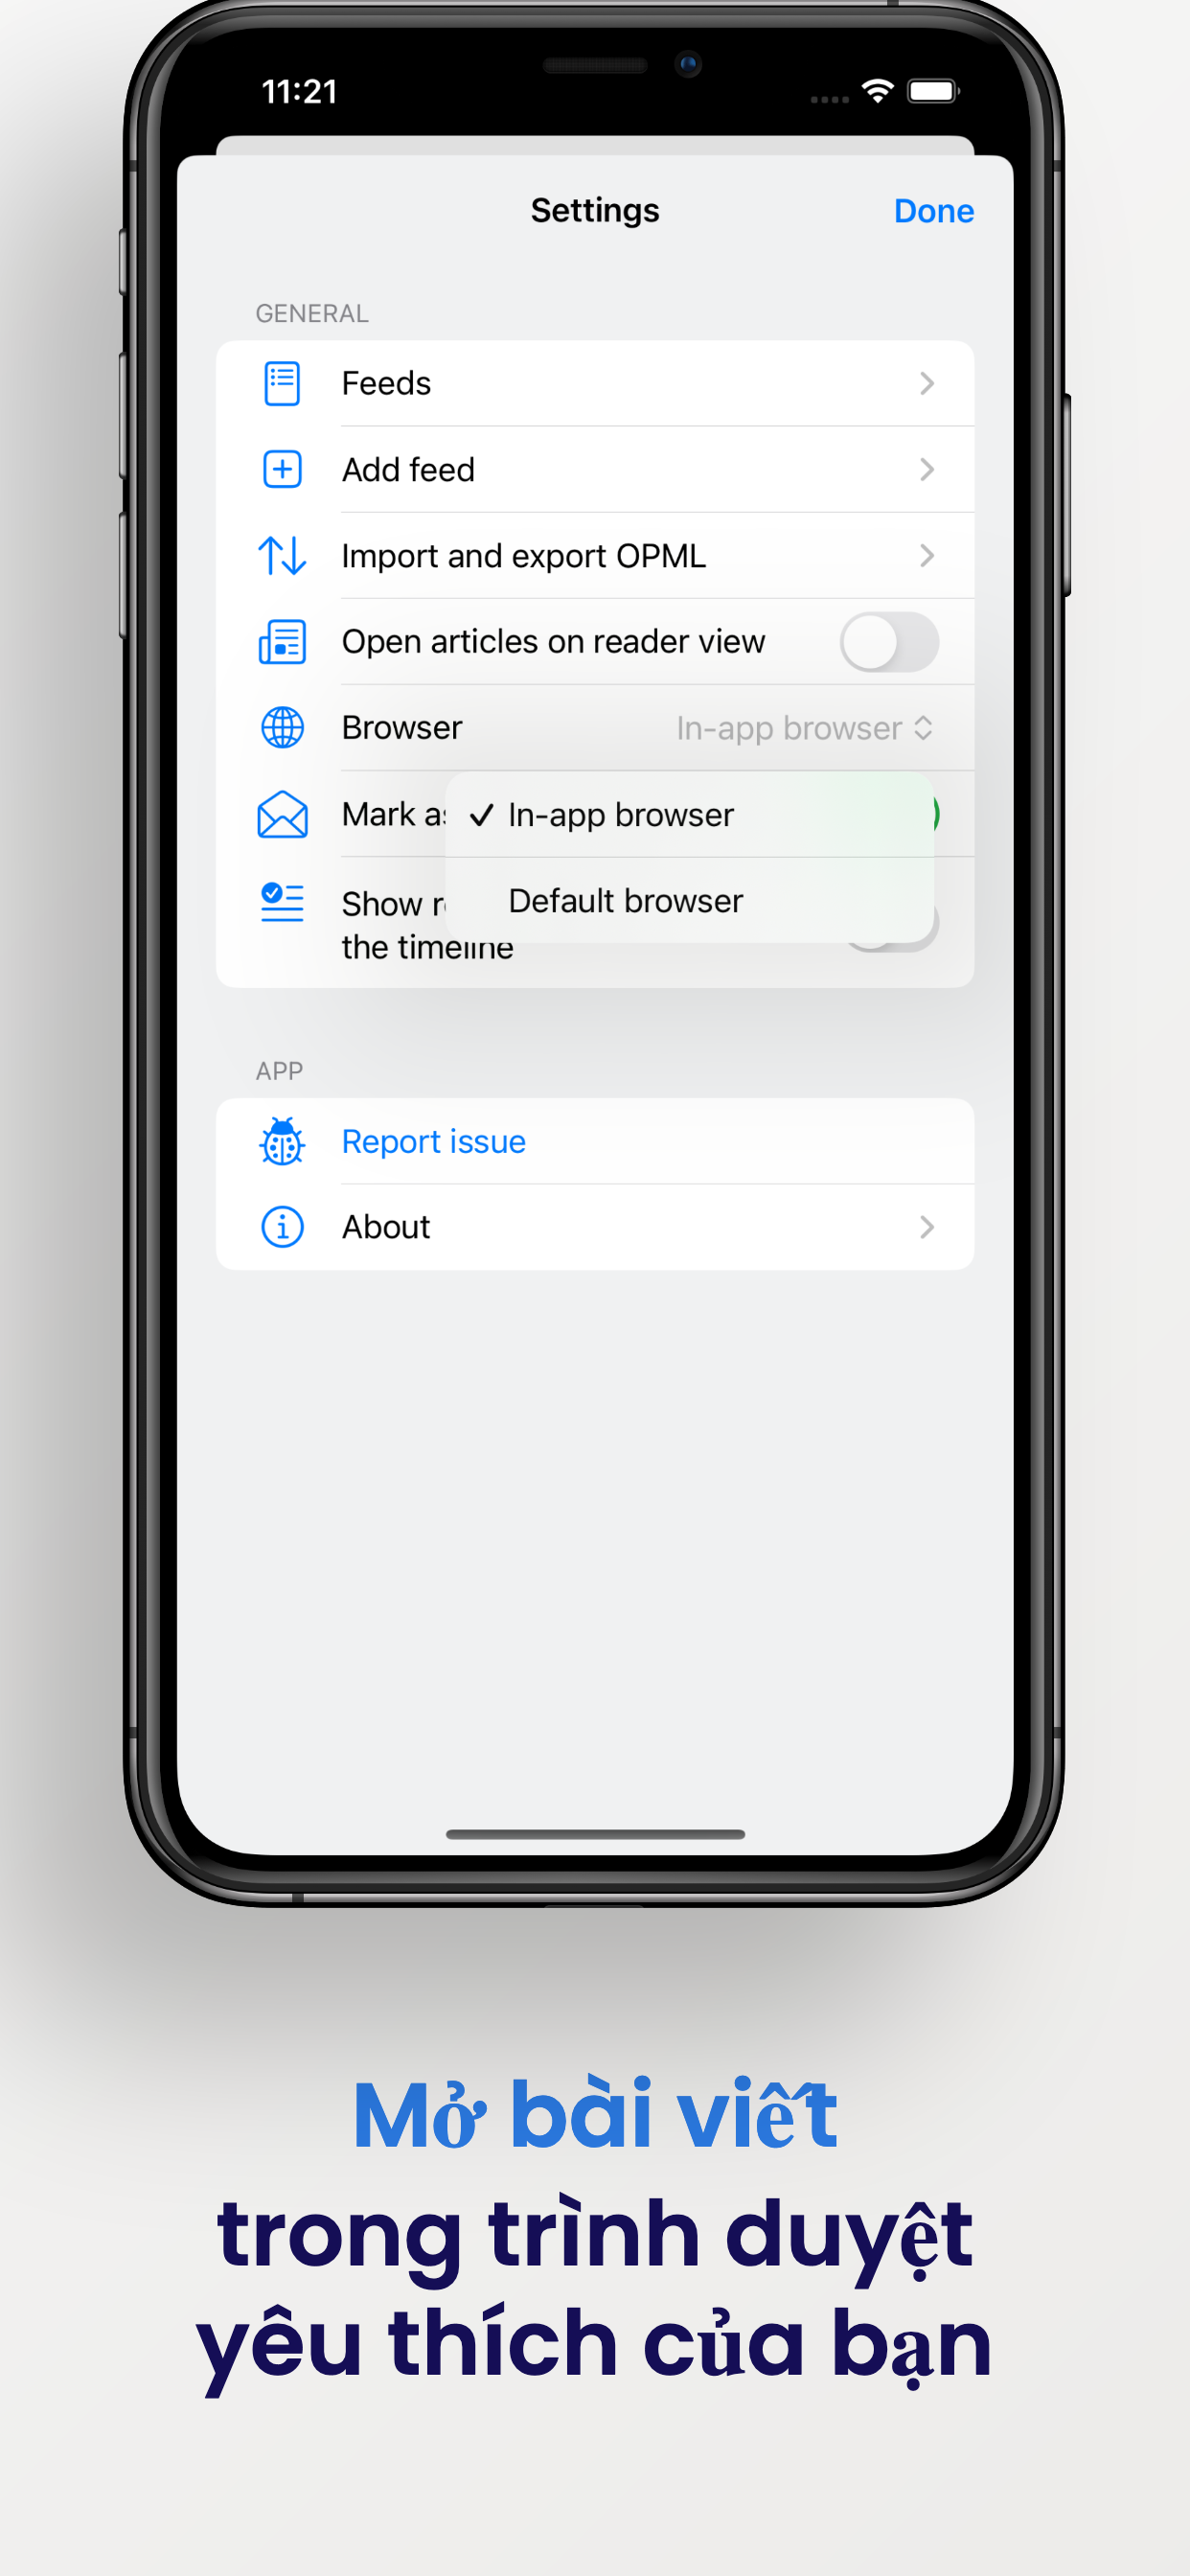 11:21
Settings
Done
GENERAL
Feeds
Add feed
Import and export OPML
Open articles on reader view
Browser
In-app browser
Mark
In-app browser
Show
Default browser
the timeline
APP
Report issue
About
Mở bài viết
trong trình duyệt
yêu thích của bạn